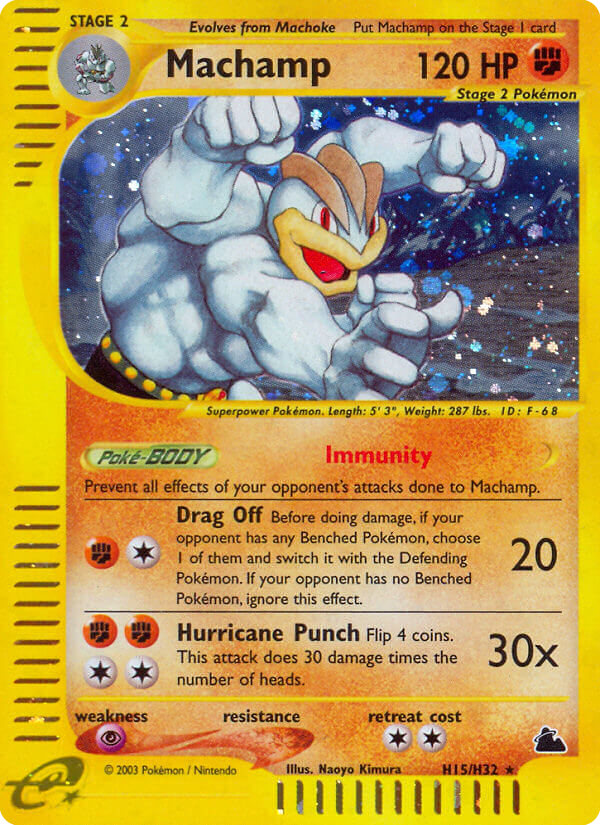 STAGE 2
Evolves from Machoke Put Machamp on the Stage 1 card
Machamp 120 HP
Stage 2 Pokémon
Superpower Pokémon. Length: 5' 3", Weight: 287 lbs. ID: F-68
Poké-BODY Immunity
Prevent all effects of your opponent's attacks done to Machamp.
Drag Off Before doing damage, if your
opponent has any Benched Pokémon, choose
1 of them and switch it with the Defending
Pokémon. If your opponent has no Benched
Pokémon, ignore this effect.
20
Hurricane Punch Flip 4 coins.
This attack does 30 damage times the
number of heads.
30x
weakness resistance retreat cost
© 2003 Pokémon / Nintendo Illus. Naoyo Kimura H15/H32 ★
e